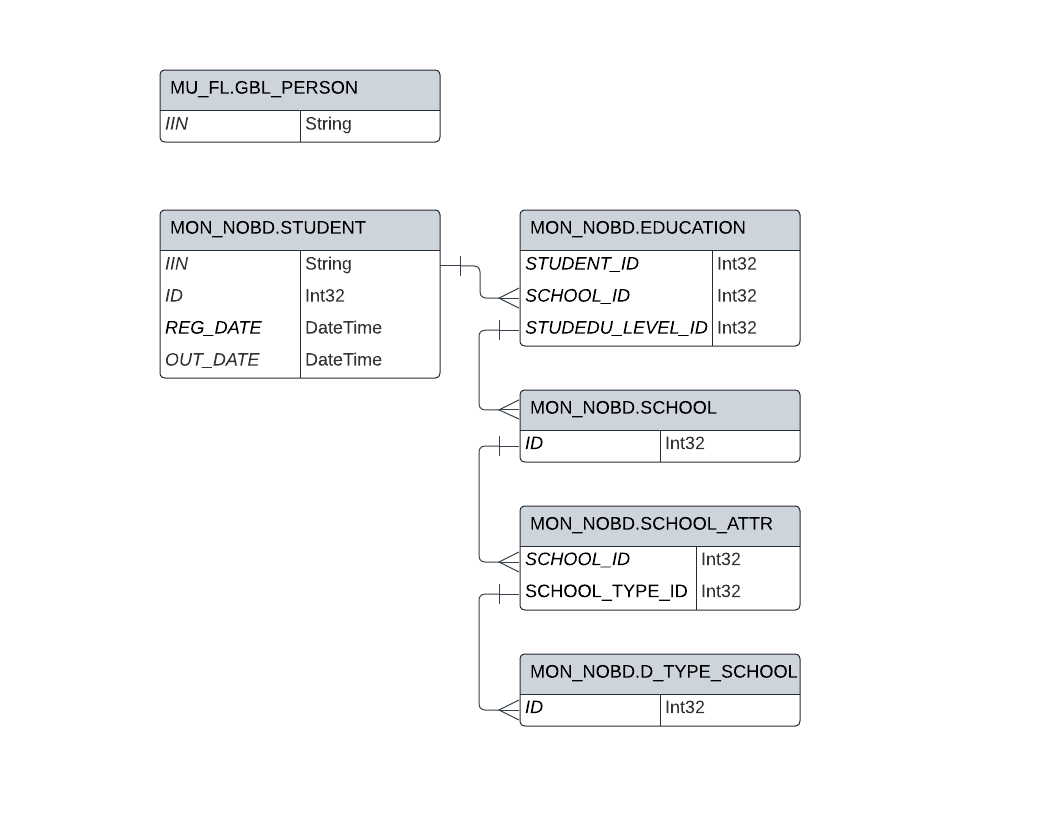 MU_FL.GBL_PERSON
IIN String
MON_NOBD.STUDENT
IIN String
ID Int32
REG_DATE DateTime
OUT_DATE DateTime
MON_NOBD.EDUCATION
STUDENT_ID Int32
SCHOOL_ID Int32
STUDEDU_LEVEL_ID Int32
MON_NOBD.SCHOOL
ID Int32
MON_NOBD.SCHOOL_ATTR
SCHOOL_ID Int32
SCHOOL_TYPE_ID Int32
MON_NOBD.D_TYPE_SCHOOL
ID Int32